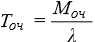 Tоч = Mоч / λ